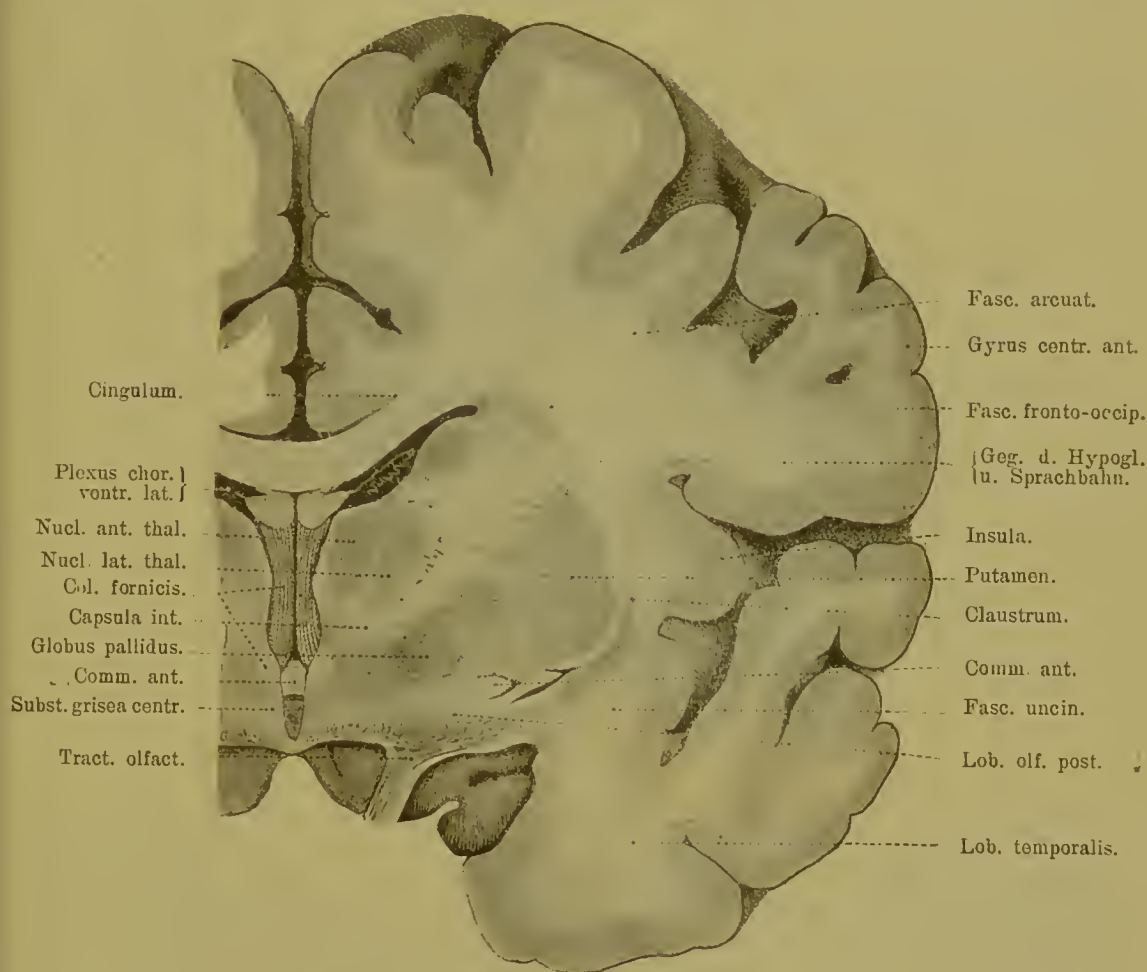 Cingulum.
Plexus chor.}
ventr. lat.}
Nucl. ant. thal.
Nucl. lat. thal.
Col. fornicis.
Capsula int.
Globus pallidus.
Comm. ant.
Subst. grisea centr.
Tract. olfact.
Fasc. arcuat.
Gyrus centr. ant.
Fasc. fronto-occip.
{Geg. d. Hypogl.
{u. Sprachbahn.
Insula.
Putamen.
Claustrum.
Comm. ant.
Fasc. uncin.
Lob. olf. post.
Lob. temporalis.